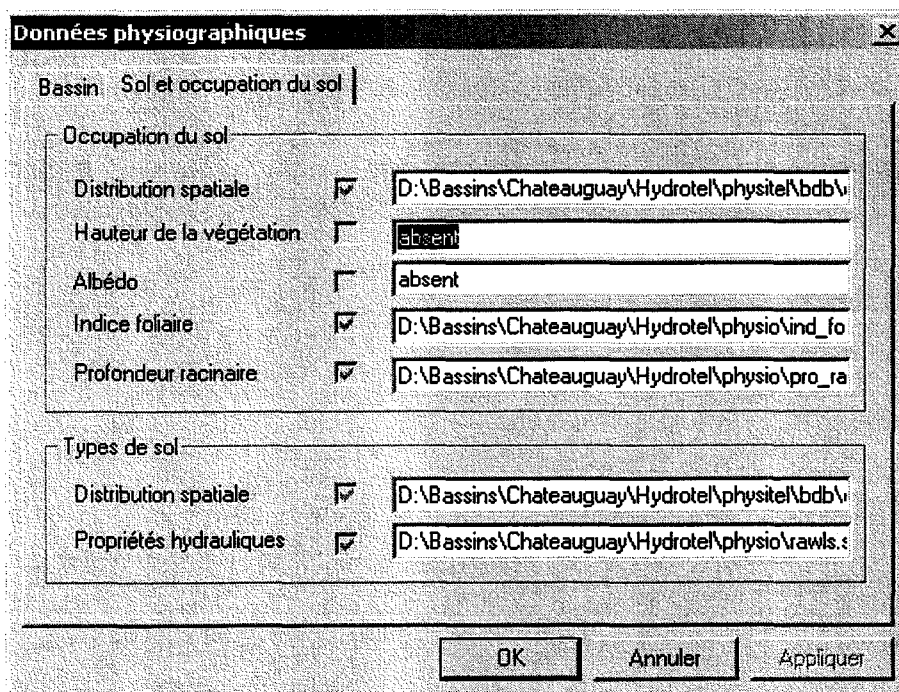 Données physiographiques
Bassin Sol et occupation du sol
Occupation du sol
Distribution spatiale D:\Bassins\Chateauguay\Hydrotel\physitel\bdb\
Hauteur de la végétation absent
Albédo absent
Indice foliaire D:\Bassins\Chateauguay\Hydrotel\physio\ind_fo
Profondeur racinaire D:\Bassins\Chateauguay\Hydrotel\physio\pro_ra
Types de sol
Distribution spatiale D:\Bassins\Chateauguay\Hydrotel\physitel\bdb\
Propriétés hydrauliques D:\Bassins\Chateauguay\Hydrotel\physio\rawls.s
OK Annuler Appliquer